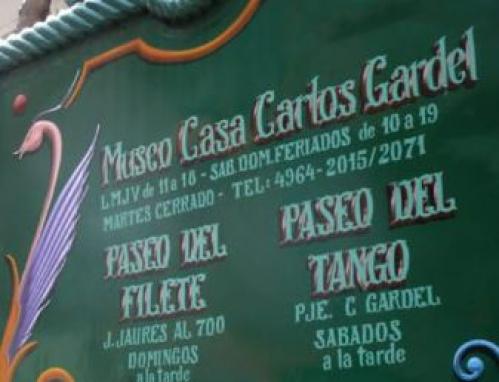 Museo Casa Carlos Gardel
L.M.J.V de 11 a 18 - SAB. DOM. FERIADOS de 10 a 19
MARTES CERRADO - TEL: 4964-2015/2071
PASEO DEL
FILETE
J. JAURES AL 700
DOMINGOS
a la tarde
PASEO DEL
TANGO
PJE. C GARDEL
SABADOS
a la tarde